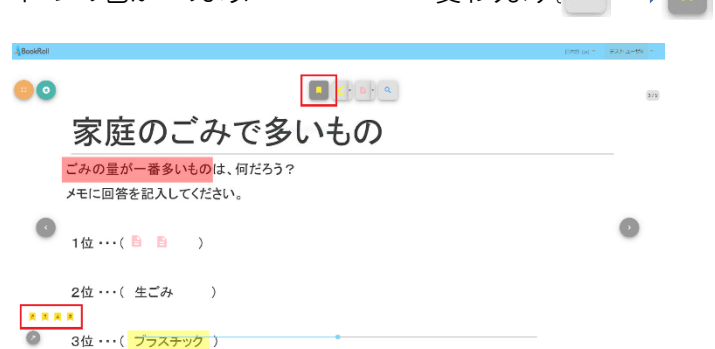 BookRoll
家庭のごみで多いもの
ごみの量が一番多いものは、何だろう？
メモに回答を記入してください。
1位 ･･･(　　　)
2位 ･･･( 生ごみ )
3位 ･･･( プラスチック )